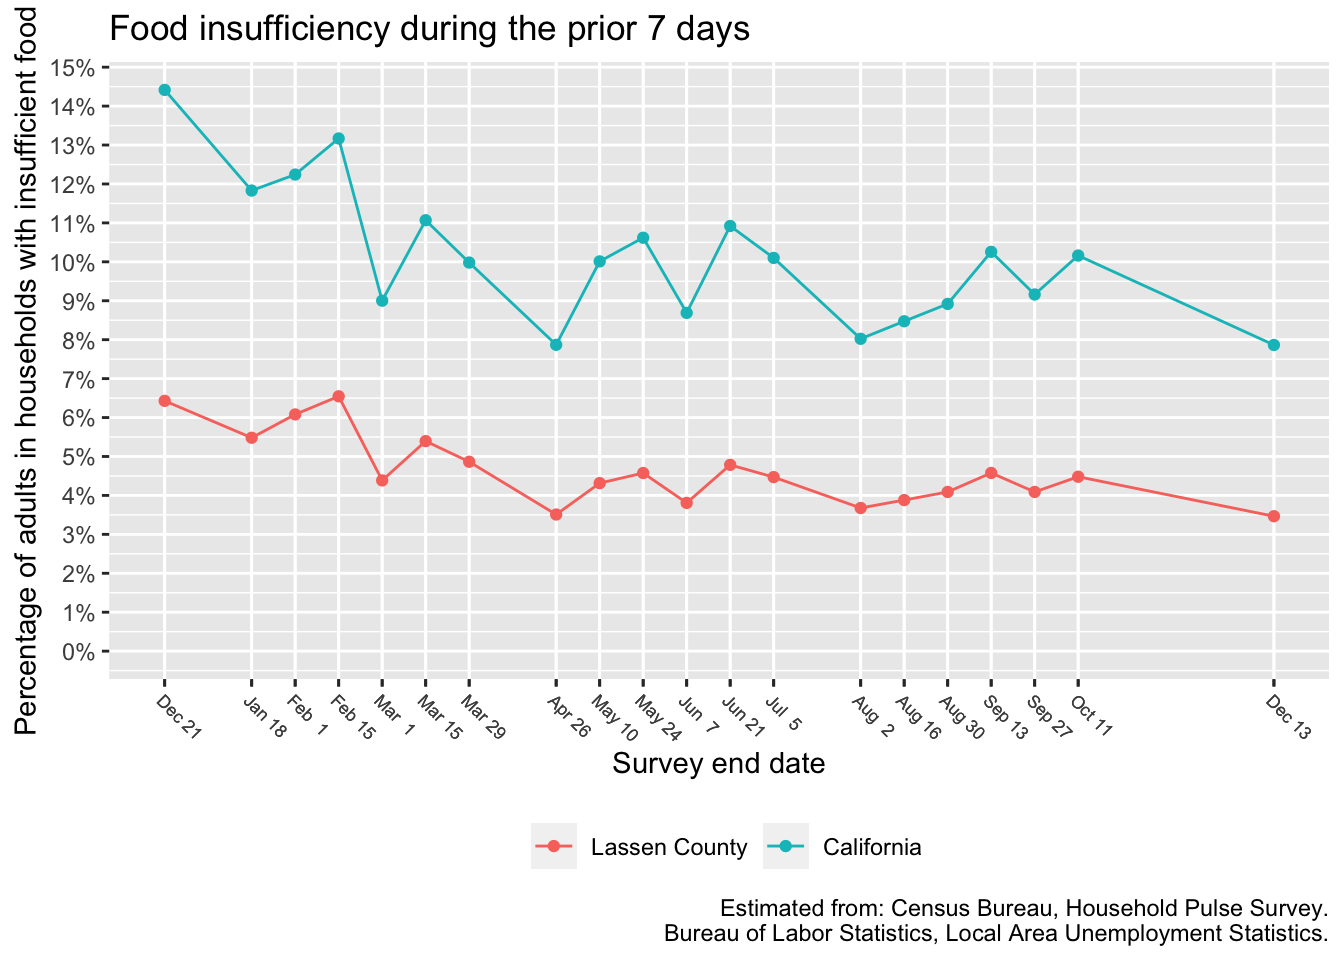 Food insufficiency during the prior 7 days
Percentage of adults in households with insufficient food
15%
14%
13%
12%
11%
10%
9%
8%
7%
6%
5%
4%
3%
2%
1%
0%
Dec 21
Jan 18
Feb 1
Feb 15
Mar 1
Mar 15
Mar 29
Apr 26
May 10
May 24
Jun 7
Jun 21
Jul 5
Aug 2
Aug 16
Aug 30
Sep 13
Sep 27
Oct 11
Dec 13
Survey end date
Lassen County
California
Estimated from: Census Bureau, Household Pulse Survey.
Bureau of Labor Statistics, Local Area Unemployment Statistics.